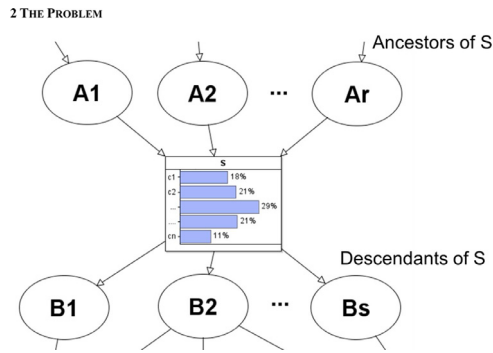 2 THE PROBLEM
Ancestors of S
A1
A2
...
Ar
S
c1 18%
c2 21%
... 29%
... 21%
cn 11%
Descendants of S
B1
B2
...
Bs